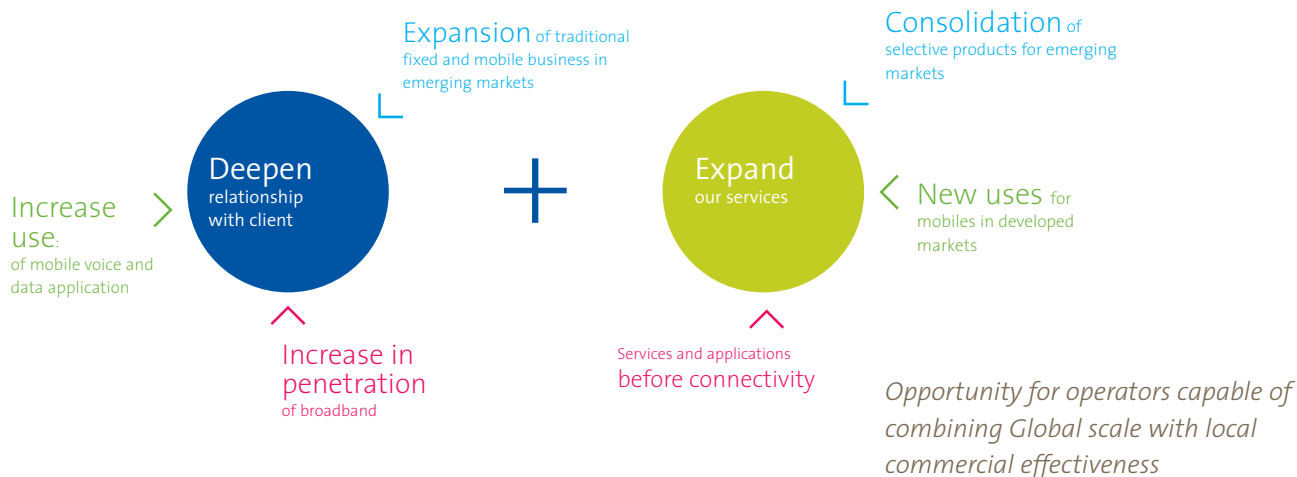 Expansion of traditional
fixed and mobile business in
emerging markets
Deepen
relationship
with client
Increase
use:
of mobile voice and
data application
Increase in
penetration
of broadband
Consolidation of
selective products for emerging
markets
Expand
our services
New uses for
mobiles in developed
markets
Services and applications
before connectivity
Opportunity for operators capable of
combining Global scale with local
commercial effectiveness